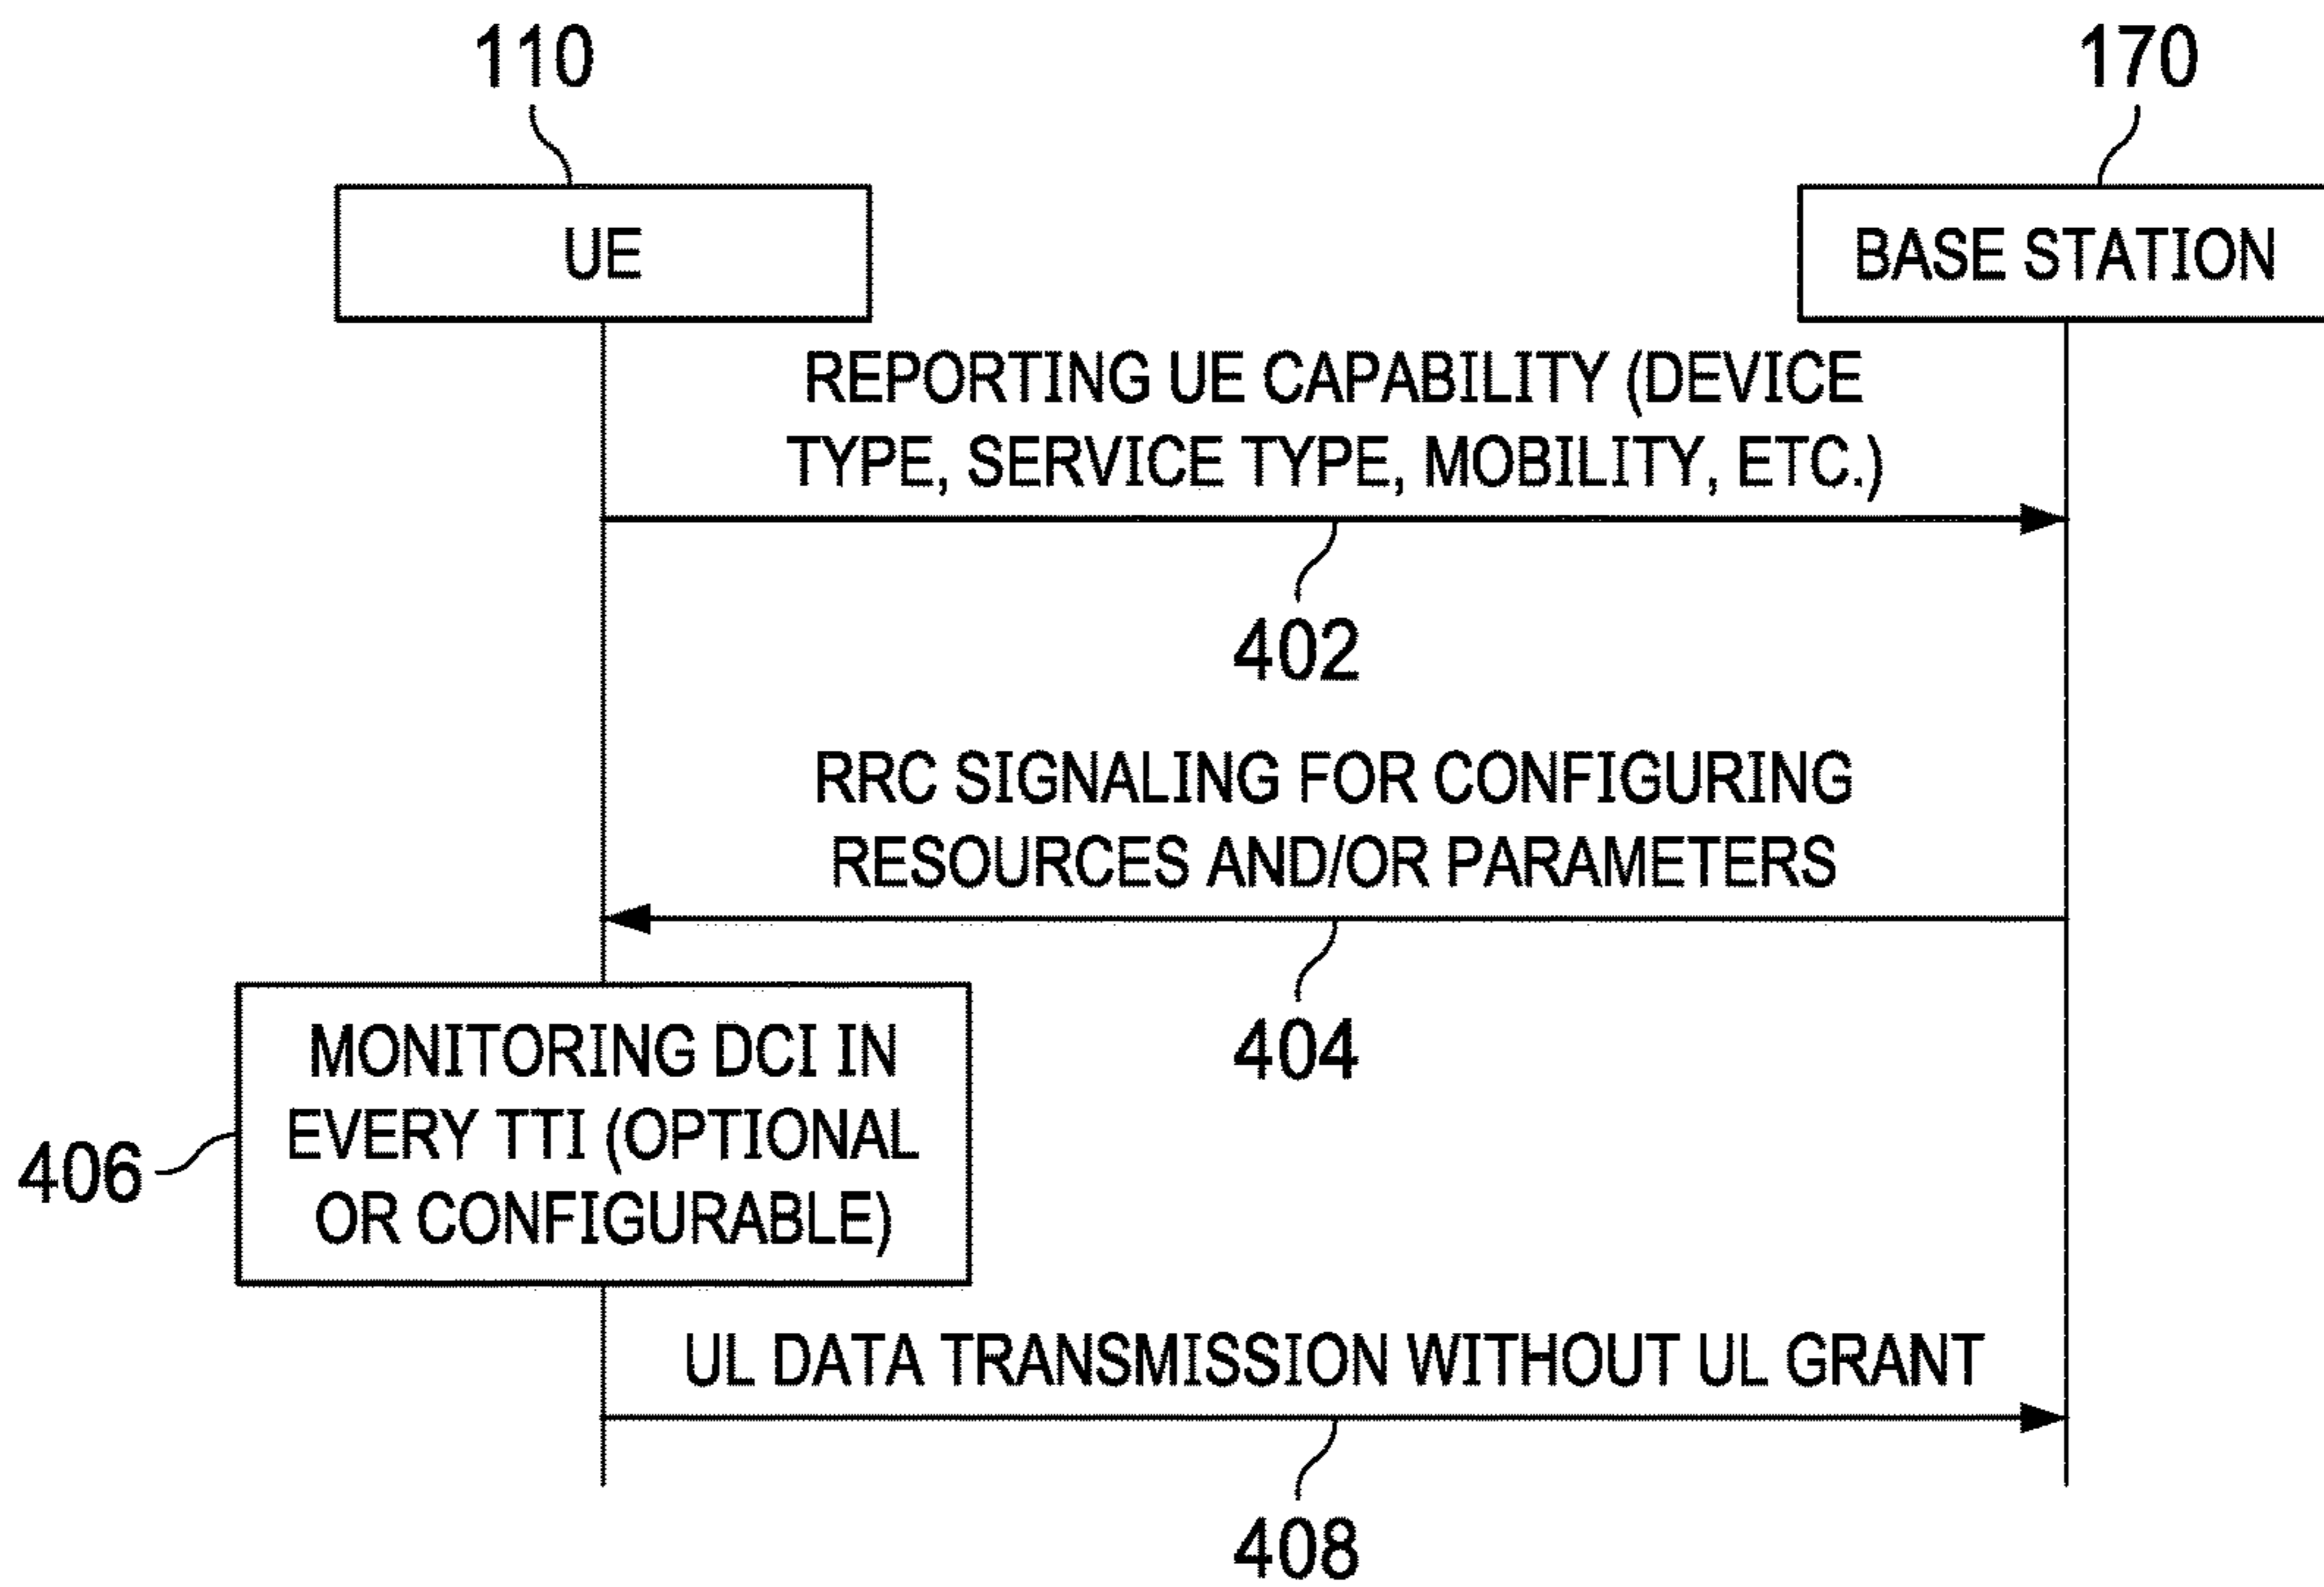 110
170
UE
BASE STATION
REPORTING UE CAPABILITY (DEVICE
TYPE, SERVICE TYPE, MOBILITY, ETC.)
402
RRC SIGNALING FOR CONFIGURING
RESOURCES AND/OR PARAMETERS
404
MONITORING DCI IN
EVERY TTI (OPTIONAL
OR CONFIGURABLE)
406
UL DATA TRANSMISSION WITHOUT UL GRANT
408